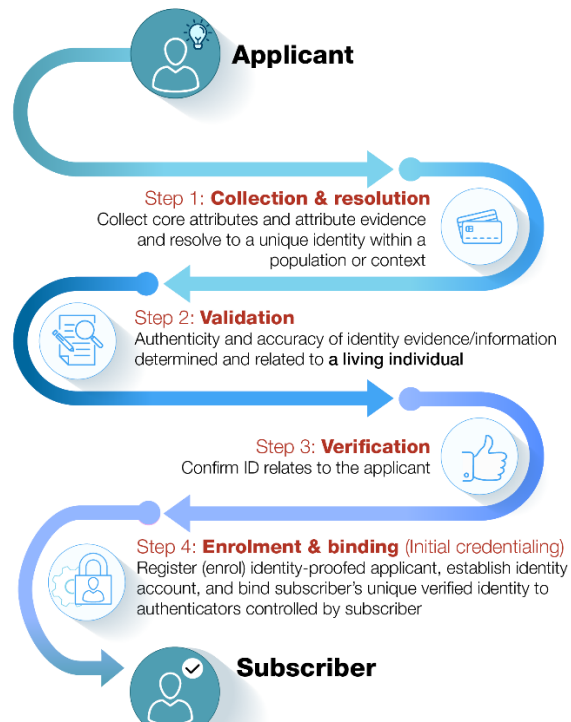 Applicant
Step 1: Collection & resolution
Collect core attributes and attribute evidence
and resolve to a unique identity within a
population or context
Step 2: Validation
Authenticity and accuracy of identity evidence/information
determined and related to a living individual
Step 3: Verification
Confirm ID relates to the applicant
Step 4: Enrolment & binding (Initial credentialing)
Register (enrol) identity-proofed applicant, establish identity
account, and bind subscriber's unique verified identity to
authenticators controlled by subscriber
Subscriber